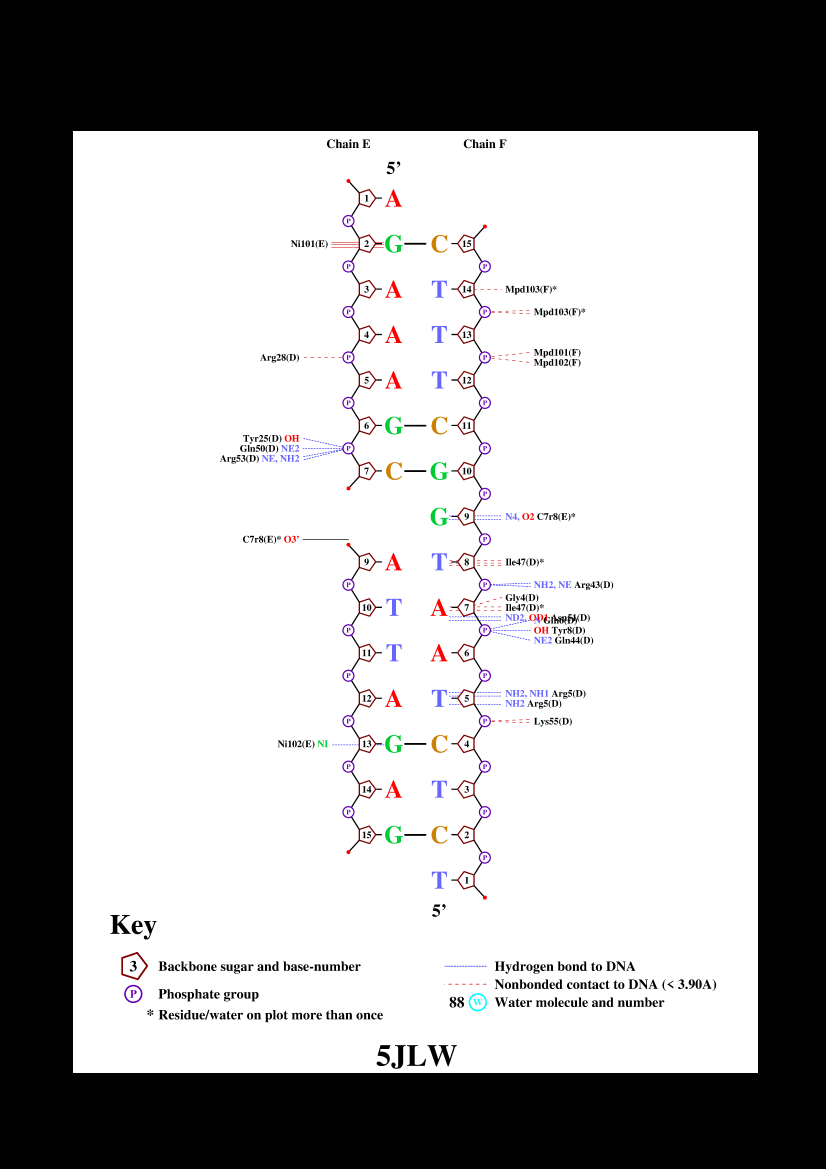 Chain E Chain F
5’
1 A
P
Ni101(E) 2 G C 15
P P
3 A T 14 Mpd103(F)*
P P Mpd103(F)*
4 A T 13
Arg28(D) P P Mpd101(F)
Mpd102(F)
5 A T 12
P P
6 G C 11
Tyr25(D) OH
Gln50(D) NE2 P P
Arg53(D) NE, NH2
7 C G 10
P
G 9 N4, O2 C7r8(E)*
C7r8(E)* O3’ P
9 A T 8 Ile47(D)*
P P NH2, NE Arg43(D)
Gly4(D)
10 T A 7 Ile47(D)*
ND2, OD1 Asn51(D)
P P OH Tyr8(D)
NE2 Gln44(D)
11 T A 6
P P
NH2, NH1 Arg5(D)
12 A T 5
NH2 Arg5(D)
P P Lys55(D)
Ni102(E) NI 13 G C 4
P P
14 A T 3
P P
15 G C 2
P
T 1
5’
Key
3 Backbone sugar and base-number
P Phosphate group
* Residue/water on plot more than once
Hydrogen bond to DNA
Nonbonded contact to DNA (< 3.90A)
88 W Water molecule and number
5JLW